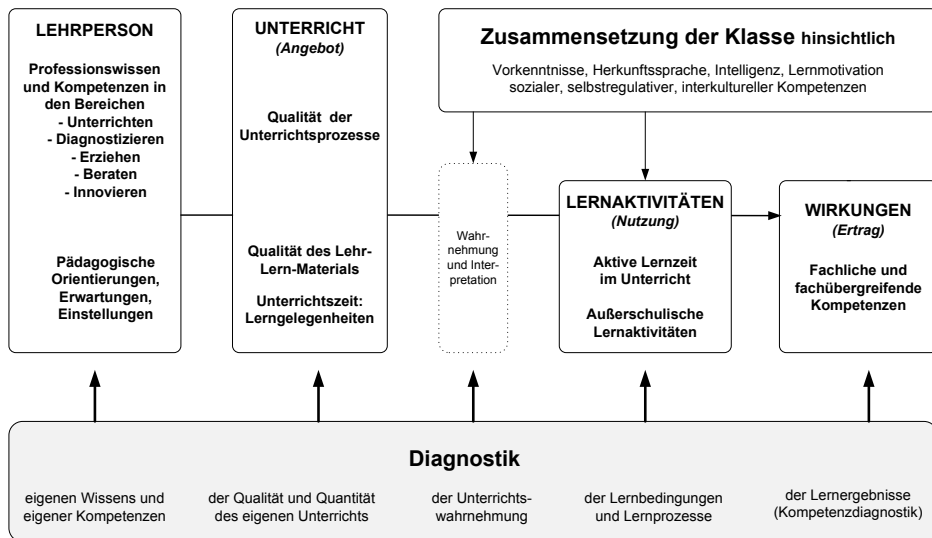 LEHRPERSON
Professionswissen
und Kompetenzen in
den Bereichen
- Unterrichten
- Diagnostizieren
- Erziehen
- Beraten
- Innovieren
Pädagogische
Orientierungen,
Erwartungen,
Einstellungen
UNTERRICHT
(Angebot)
Qualität der
Unterrichtsprozesse
Qualität des Lehr-
Lern-Materials
Unterrichtszeit:
Lerngelegenheiten
Zusammensetzung der Klasse hinsichtlich
Vorkenntnisse, Herkunftssprache, Intelligenz, Lernmotivation
sozialer, selbstregulativer, interkultureller Kompetenzen
Wahr-
nehmung
und Inter-
pretation
LERNAKTIVITÄTEN
(Nutzung)
Aktive Lernzeit
im Unterricht
Außerschulische
Lernaktivitäten
WIRKUNGEN
(Ertrag)
Fachliche und
fachübergreifende
Kompetenzen
Diagnostik
eigenen Wissens und
eigener Kompetenzen
der Qualität und Quantität
des eigenen Unterrichts
der Unterrichts-
wahrnehmung
der Lernbedingungen
und Lernprozesse
der Lernergebnisse
(Kompetenzdiagnostik)